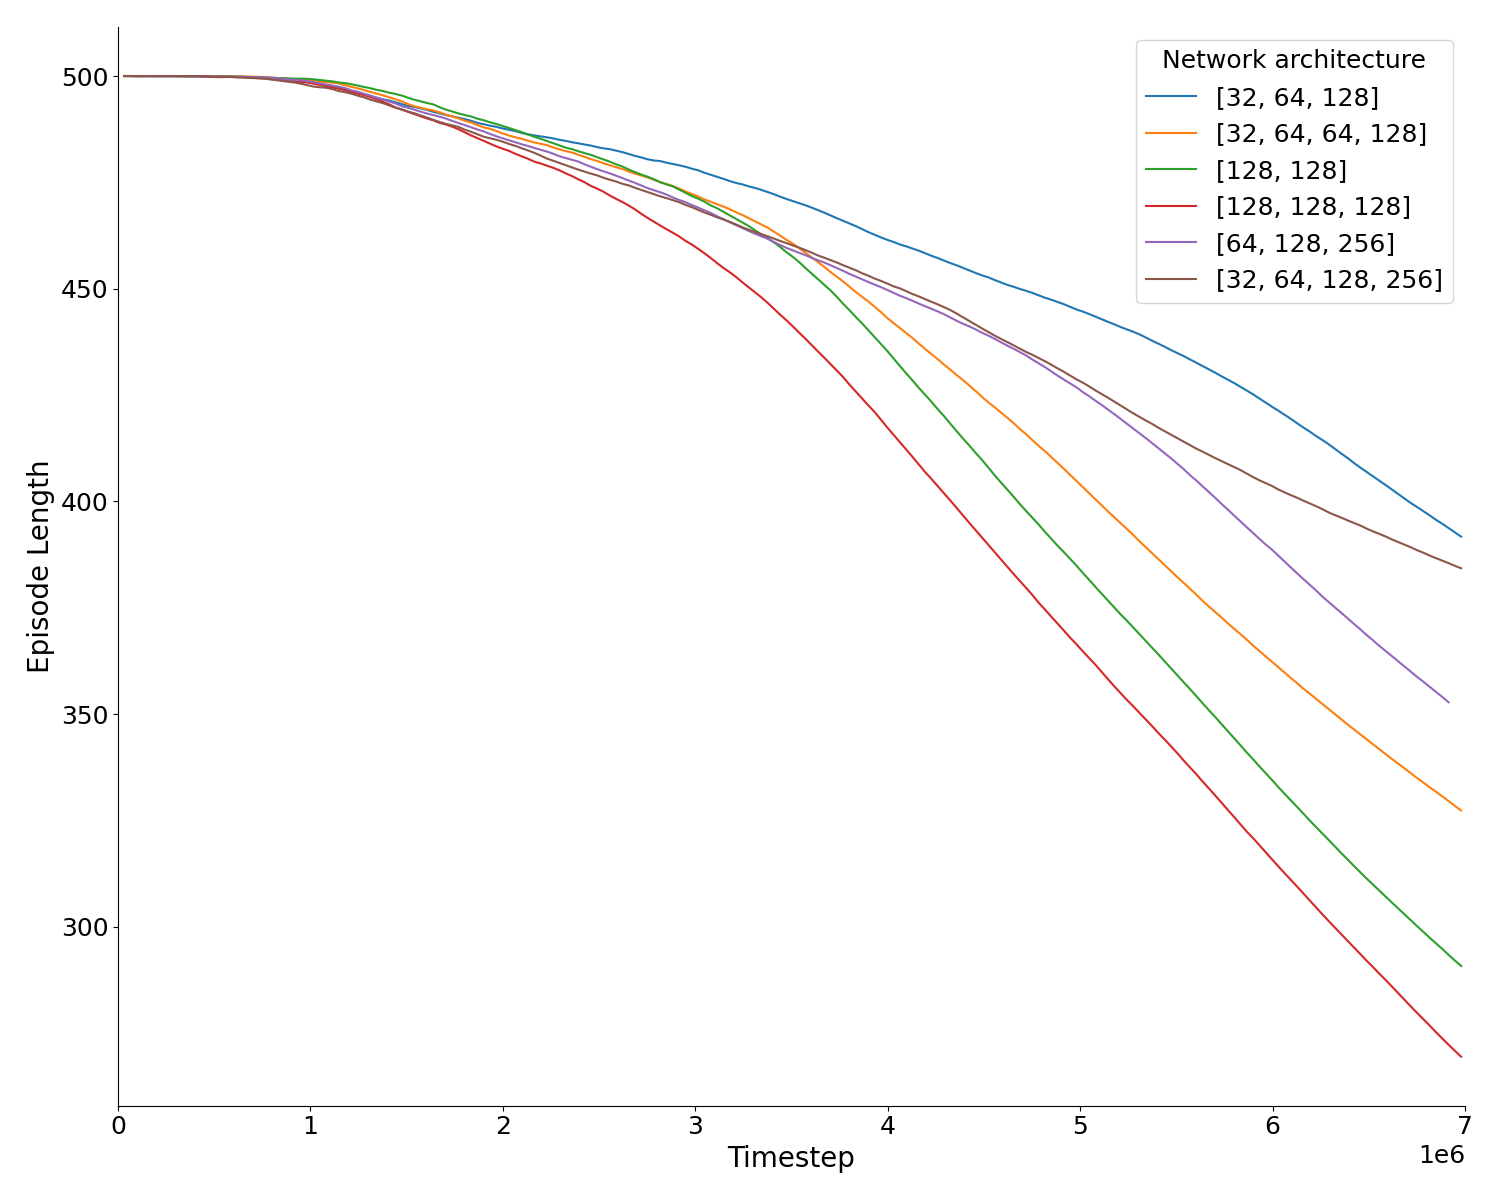 Network architecture
[32, 64, 128]
[32, 64, 64, 128]
[128, 128]
[128, 128, 128]
[64, 128, 256]
[32, 64, 128, 256]
500
450
400
350
300
Episode Length
0 1 2 3 4 5 6 7
1e6
Timestep